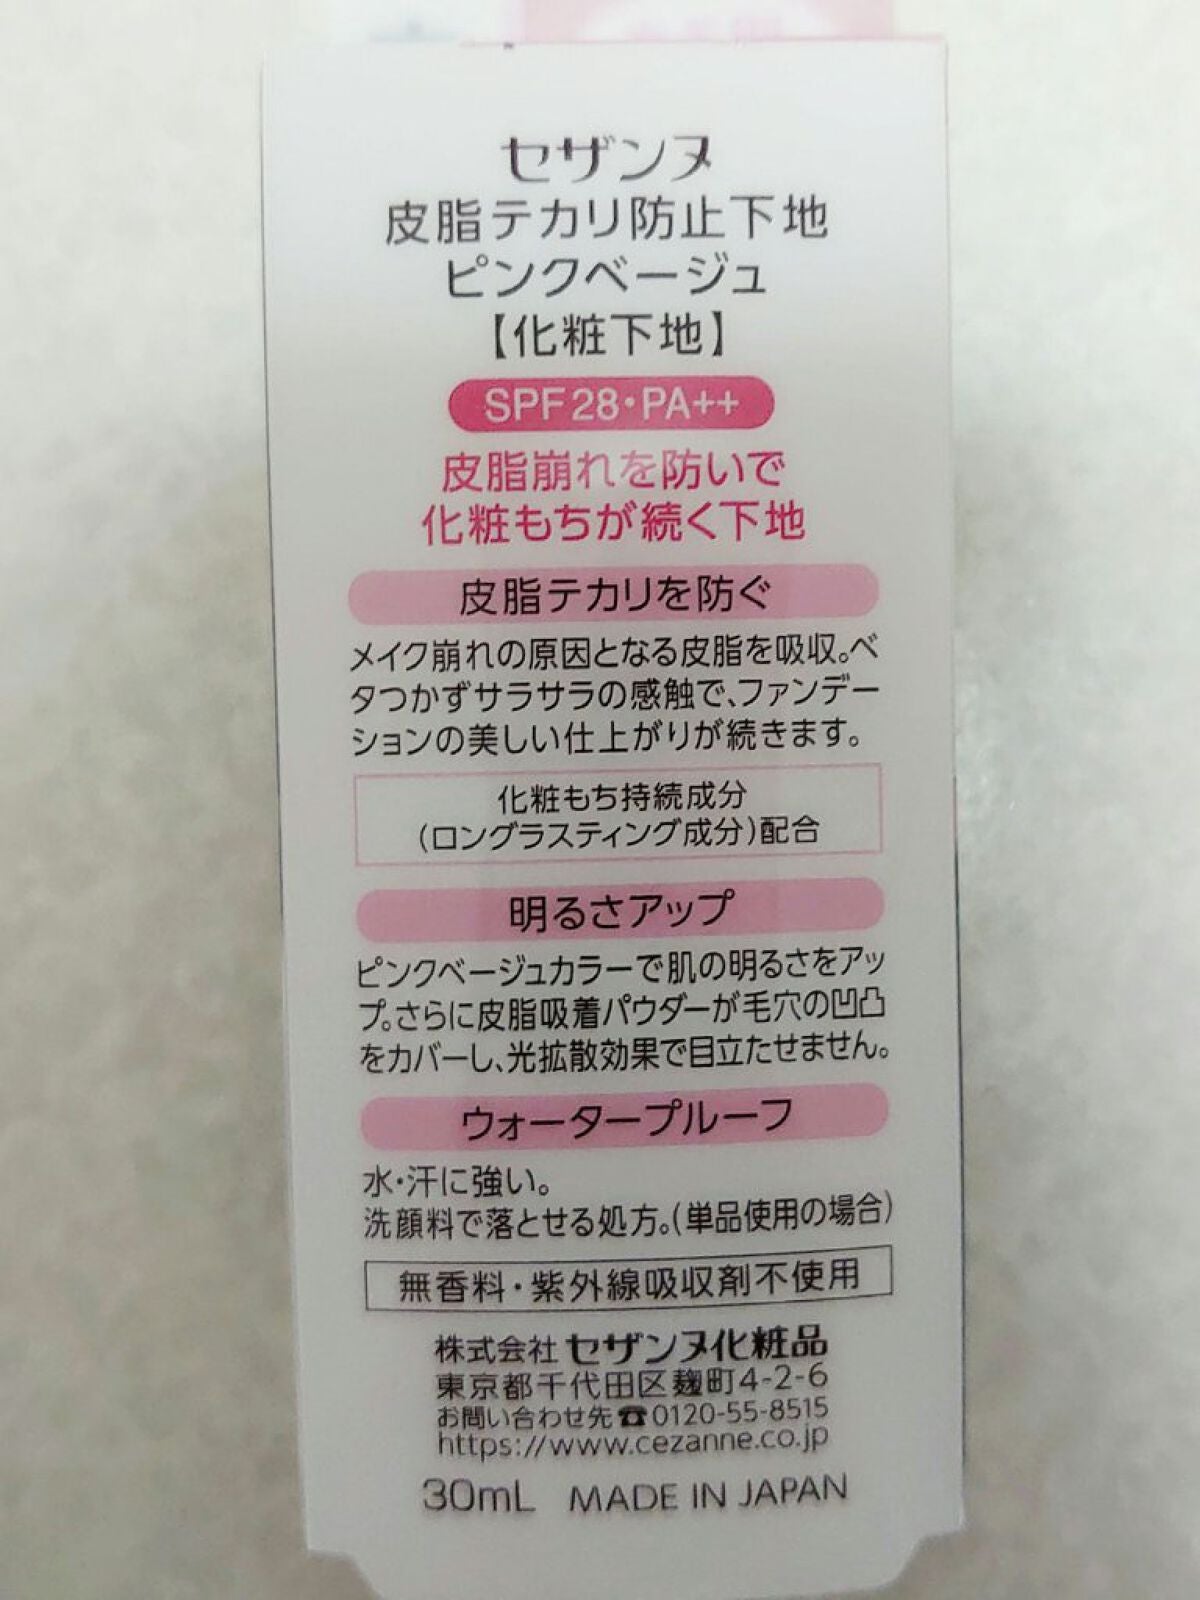 セザンヌ
皮脂テカリ防止下地
ピンクベージュ
【化粧下地】
SPF28・PA++
皮脂崩れを防いで
化粧もちが続く下地
皮脂テカリを防ぐ
メイク崩れの原因となる皮脂を吸収。ベ
タつかずサラサラの感触で、ファンデー
ションの美しい仕上がりが続きます。
化粧もち持続成分
(ロングラスティング成分)配合
明るさアップ
ピンクベージュカラーで肌の明るさをアッ
プ。さらに皮脂吸着パウダーが毛穴の凹凸
をカバーし、光拡散効果で目立たせません。
ウォータープルーフ
水・汗に強い。
洗顔料で落とせる処方。(単品使用の場合)
無香料・紫外線吸収剤不使用
株式会社 セザンヌ化粧品
東京都千代田区麹町4-2-6
お問い合わせ先☎0120-55-8515
https://www.cezanne.co.jp
30mL MADE IN JAPAN